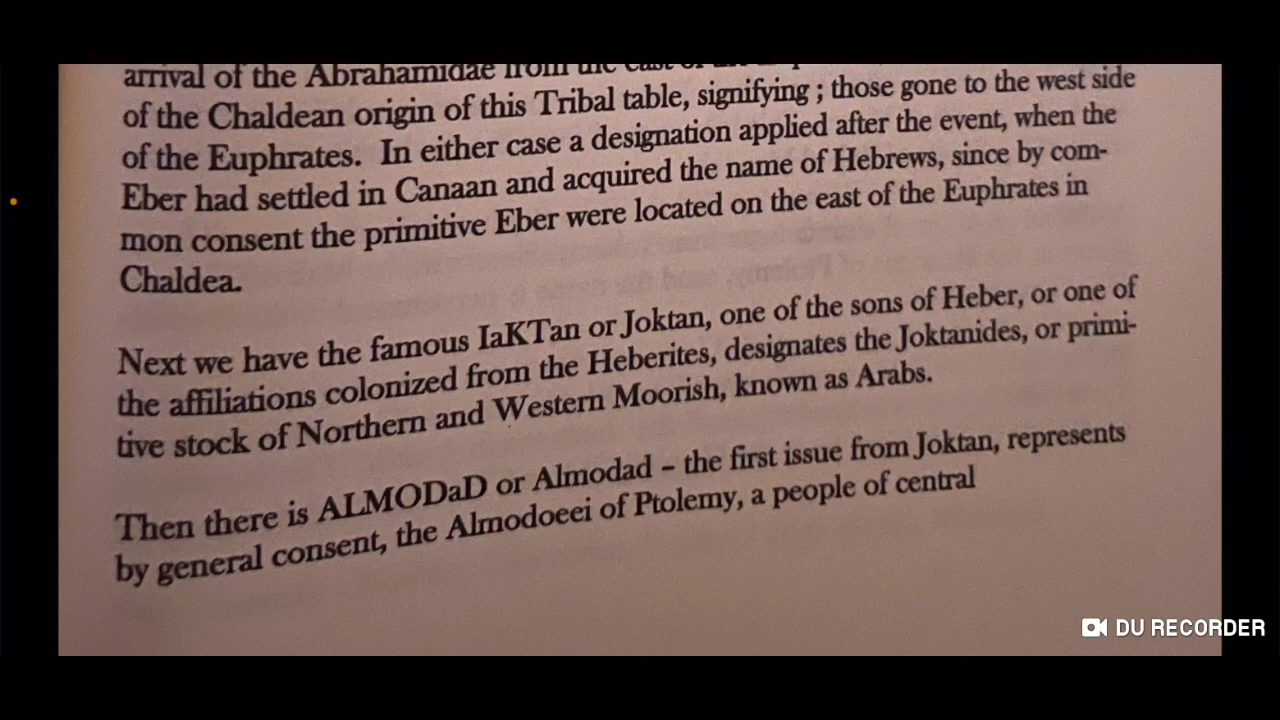 arrival of the Abrahamidae from the east of the
of the Chaldean origin of this Tribal table, signifying ; those gone to the west side
of the Euphrates. In either case a designation applied after the event, when the
Eber had settled in Canaan and acquired the name of Hebrews, since by com-
mon consent the primitive Eber were located on the east of the Euphrates in
Chaldea.
Next we have the famous IaKTan or Joktan, one of the sons of Heber, or one of
the affiliations colonized from the Heberites, designates the Joktanides, or primi-
tive stock of Northern and Western Moorish, known as Arabs.
Then there is ALMODaD or Almodad – the first issue from Joktan, represents
by general consent, the Almodoeei of Ptolemy, a people of central
DU RECORDER